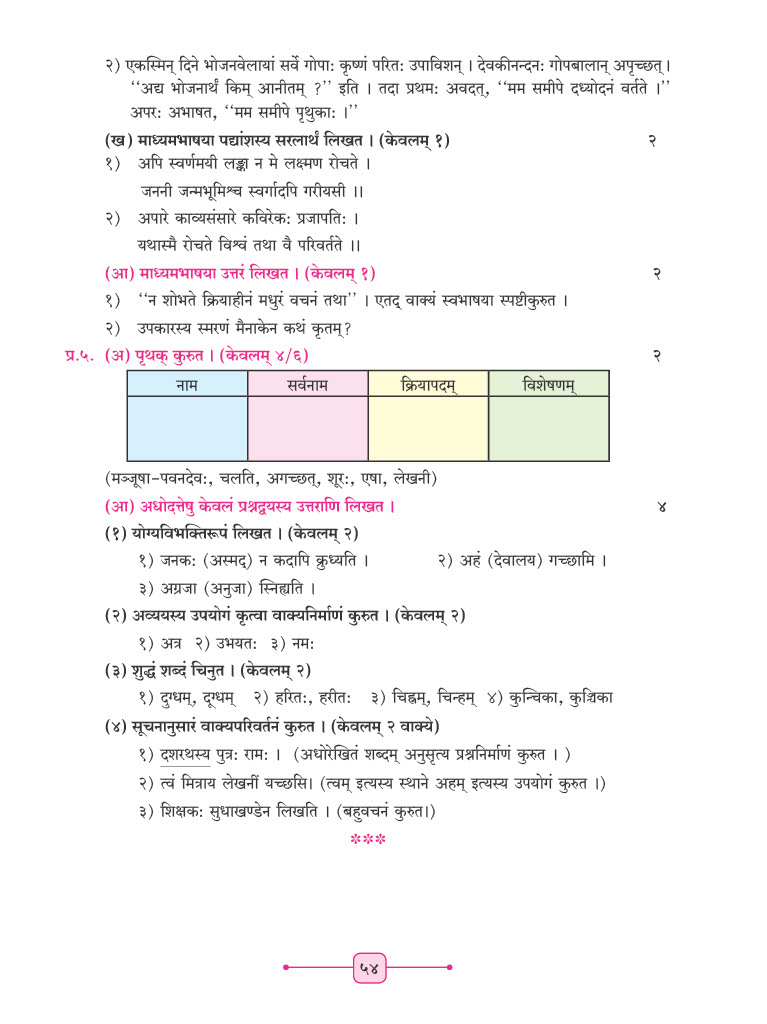 २) एकस्मिन् दिने भोजनवेलायां सर्वे गोपाः कृष्णं परितः उपाविशन् । देवकीनन्दनः गोपबालान् अपृच्छत् ।
‘‘अद्य भोजनार्थं किम् आनीतम् ?’’ इति । तदा प्रथमः अवदत्, ‘‘मम समीपे दध्योदनं वर्तते ।’’
अपरः अभाषत, ‘‘मम समीपे पृथुकाः ।’’
(ख) माध्यमभाषया पद्यांशस्य सरलार्थं लिखत । (केवलम् १) २
१) अपि स्वर्णमयी लङ्का न मे लक्ष्मण रोचते ।
जननी जन्मभूमिश्च स्वर्गादपि गरीयसी ।।
२) अपारे काव्यसंसारे कविरेकः प्रजापतिः ।
यथास्मै रोचते विश्वं तथा वै परिवर्तते ।।
(आ) माध्यमभाषया उत्तरं लिखत । (केवलम् १) २
१) ‘‘न शोभते क्रियाहीनं मधुरं वचनं तथा’’ । एतद् वाक्यं स्वभाषया स्पष्टीकुरुत ।
२) उपकारस्य स्मरणं मैनाकेन कथं कृतम्?
प्र.५. (अ) पृथक् कुरुत । (केवलम् ४/६) २
नाम सर्वनाम क्रियापदम् विशेषणम्
(मञ्जूषा-पवनदेवः, चलति, अगच्छत्, शूरः, एषा, लेखनी)
(आ) अधोदत्तेषु केवलं प्रश्नद्वयस्य उत्तराणि लिखत । ४
(१) योग्यविभक्तिरूपं लिखत । (केवलम् २)
१) जनकः (अस्मद्) न कदापि क्रुध्यति । २) अहं (देवालय) गच्छामि ।
३) अग्रजा (अनुजा) स्निह्यति ।
(२) अव्ययस्य उपयोगं कृत्वा वाक्यनिर्माणं कुरुत । (केवलम् २)
१) अत्र २) उभयतः ३) नमः
(३) शुद्धं शब्दं चिनुत । (केवलम् २)
१) दुग्धम्, दूग्धम् २) हरितः, हरीतः ३) चिह्नम्, चिन्हम् ४) कुन्चिका, कुञ्चिका
(४) सूचनानुसारं वाक्यपरिवर्तनं कुरुत । (केवलम् २ वाक्ये)
१) दशरथस्य पुत्रः रामः । (अधोरेखितं शब्दम् अनुसृत्य प्रश्ननिर्माणं कुरुत । )
२) त्वं मित्राय लेखनीं यच्छसि। (त्वम् इत्यस्य स्थाने अहम् इत्यस्य उपयोगं कुरुत ।)
३) शिक्षकः सुधाखण्डेन लिखति । (बहुवचनं कुरुत।)
***
५४